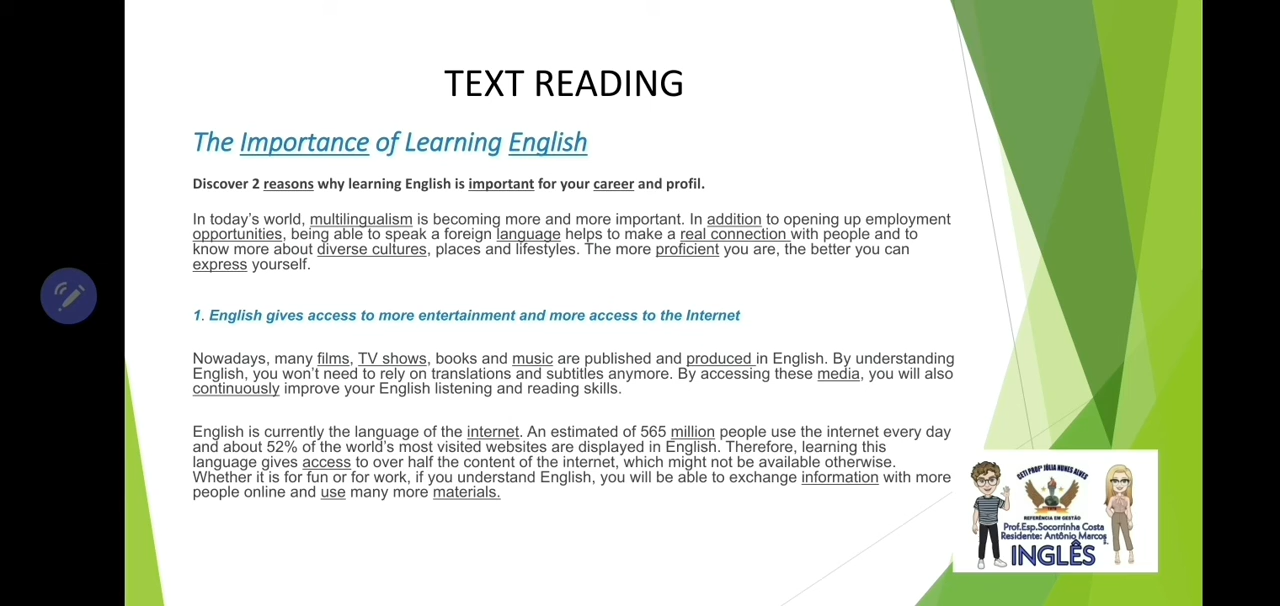 TEXT READING
The Importance of Learning English
Discover 2 reasons why learning English is important for your career and profil.
In today's world, multilingualism is becoming more and more important. In addition to opening up employment
opportunities, being able to speak a foreign language helps to make a real connection with people and to
know more about diverse cultures, places and lifestyles. The more proficient you are, the better you can
express yourself.
1. English gives access to more entertainment and more access to the Internet
Nowadays, many films, TV shows, books and music are published and produced in English. By understanding
English, you won't need to rely on translations and subtitles anymore. By accessing these media, you will also
continuously improve your English listening and reading skills.
English is currently the language of the internet. An estimated of 565 million people use the internet every day
and about 52% of the world's most visited websites are displayed in English. Therefore, learning this
language gives access to over half the content of the internet, which might not be available otherwise.
Whether it is for fun or for work, if you understand English, you will be able to exchange information with more
people online and use many more materials.
CETI PROFª JÚLIA NUNES ALVES
REFERÊNCIA EM GESTÃO
Prof.Esp.Socorrinha Costa
Residente: Antônio Marcos
INGLÊS